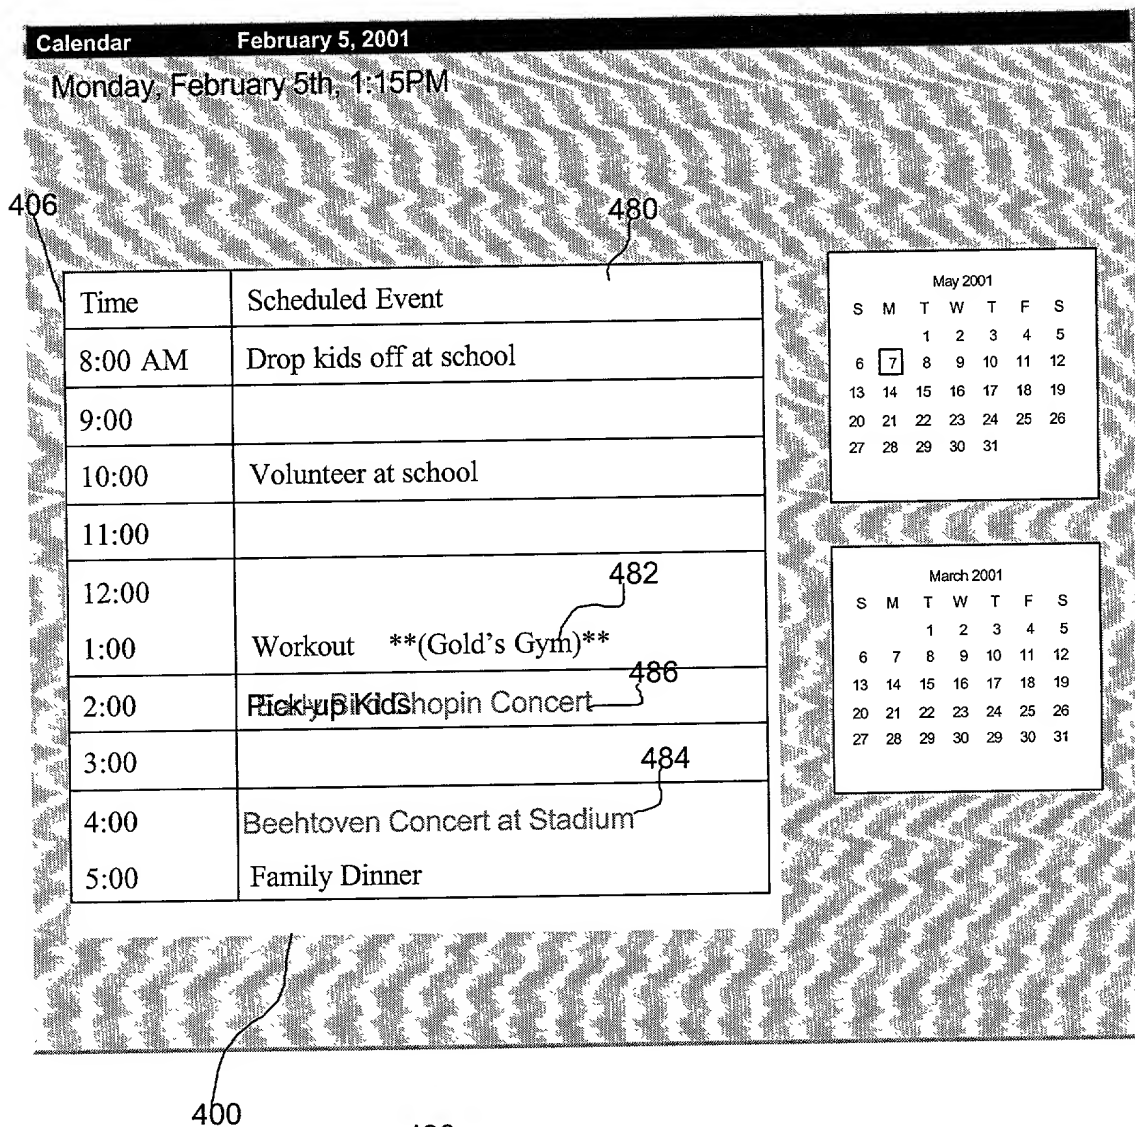 Calendar February 5, 2001
Monday, February 5th, 1:15PM
406
480
Time Scheduled Event
8:00 AM Drop kids off at school
9:00
10:00 Volunteer at school
11:00
12:00
482
1:00 Workout **(Gold's Gym)**
486
2:00 Pick-up Kids Chopin Concert
3:00
484
4:00 Beehtoven Concert at Stadium
5:00 Family Dinner
400
May 2001
S M T W T F S
1 2 3 4 5
6 7 8 9 10 11 12
13 14 15 16 17 18 19
20 21 22 23 24 25 26
27 28 29 30 31
March 2001
S M T W T F S
1 2 3 4 5
6 7 8 9 10 11 12
13 14 15 16 17 18 19
20 21 22 23 24 25 26
27 28 29 30 29 30 31